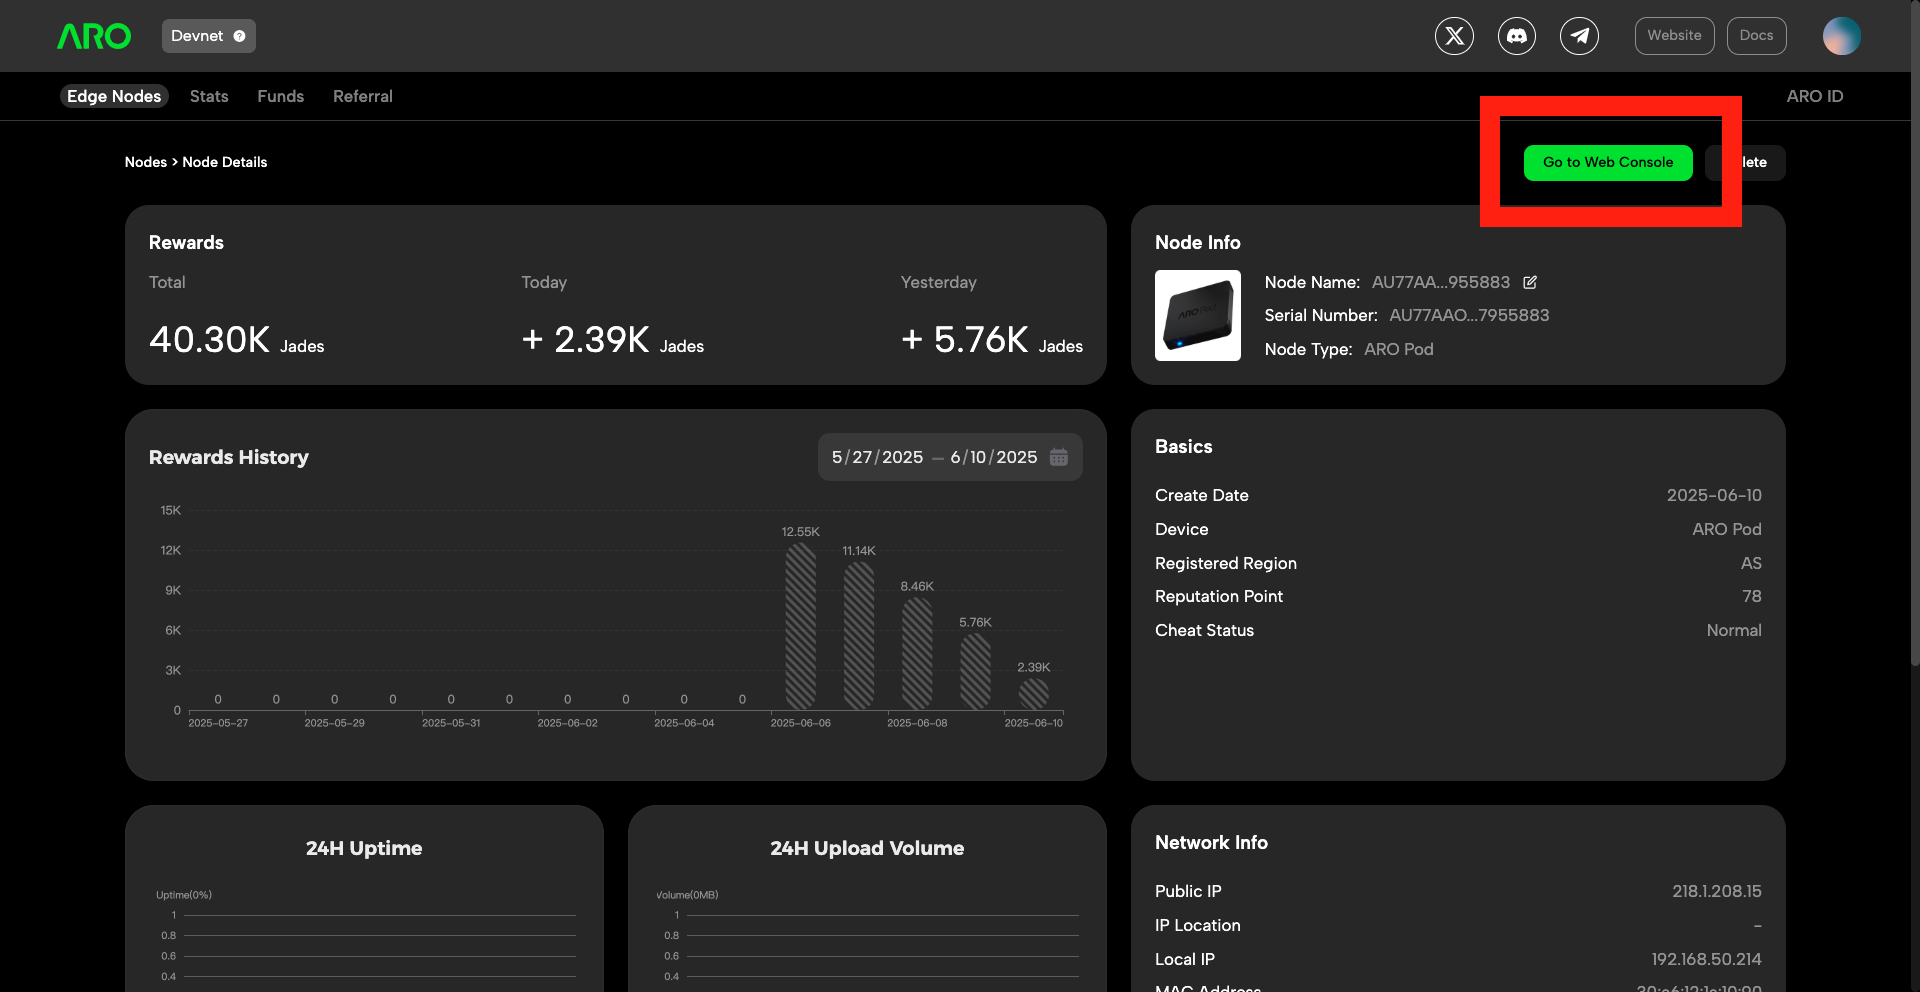 ARO
Devnet ?
Website
Docs
Edge Nodes
Stats
Funds
Referral
ARO ID
Nodes > Node Details
Go to Web Console
lete
Rewards
Total
Today
Yesterday
40.30K Jades
+ 2.39K Jades
+ 5.76K Jades
Node Info
ARO Pod
Node Name: AU77AA...955883
Serial Number: AU77AAO...7955883
Node Type: ARO Pod
Rewards History
5/27/2025 – 6/10/2025
15K
12K
9K
6K
3K
0
0 0 0 0 0 0 0 0 0 0
12.55K
11.14K
8.46K
5.76K
2.39K
2025-05-27 2025-05-29 2025-05-31 2025-06-02 2025-06-04 2025-06-06 2025-06-08 2025-06-10
Basics
Create Date 2025-06-10
Device ARO Pod
Registered Region AS
Reputation Point 78
Cheat Status Normal
24H Uptime
Uptime(0%)
1
0.8
0.6
0.4
24H Upload Volume
Volume(0MB)
1
0.8
0.6
0.4
Network Info
Public IP 218.1.208.15
IP Location –
Local IP 192.168.50.214
MAC Address